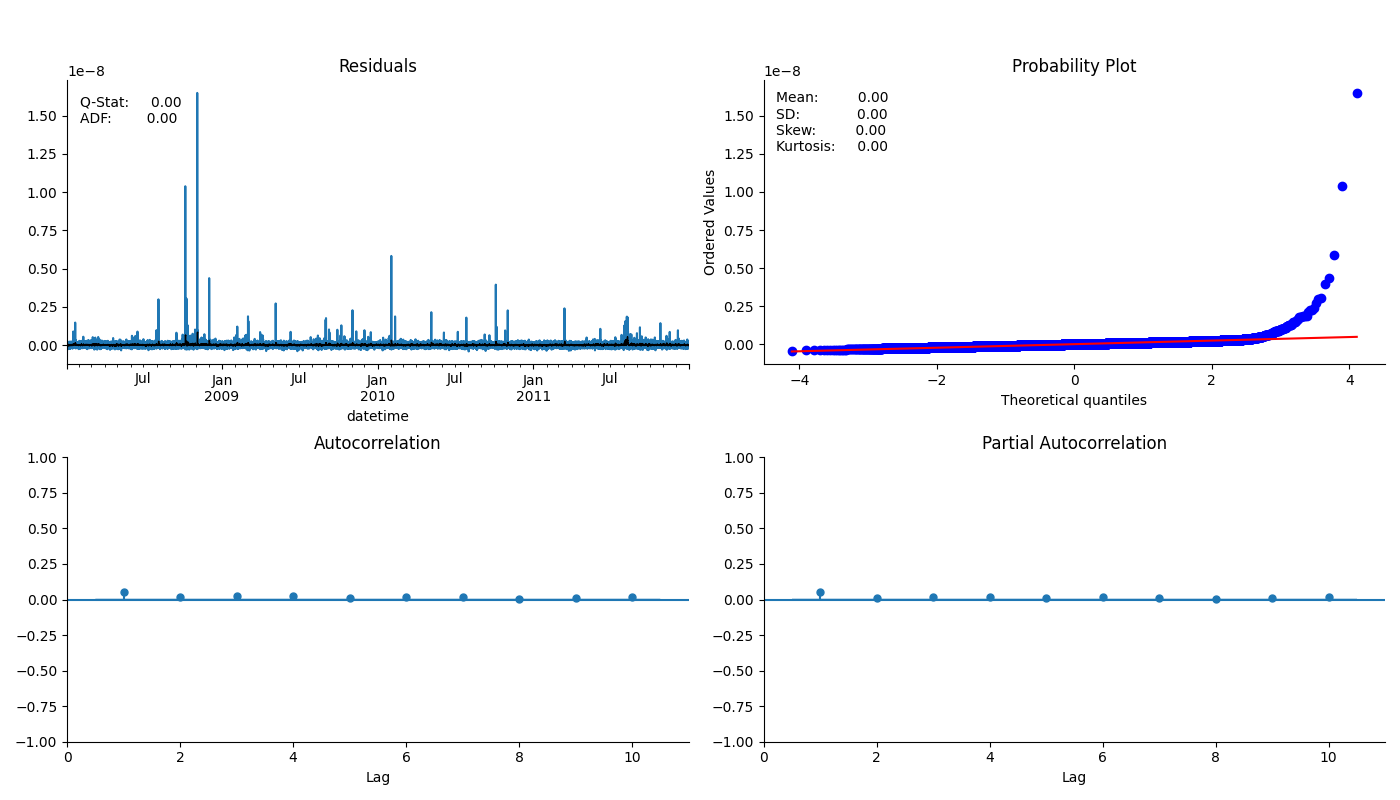 Residuals
1e−8
Q-Stat: 0.00
ADF: 0.00
1.50
1.25
1.00
0.75
0.50
0.25
0.00
Jul Jan Jul Jan Jul Jan Jul
2009 2010 2011
datetime
Probability Plot
1e−8
Mean: 0.00
SD: 0.00
Skew: 0.00
Kurtosis: 0.00
Ordered Values
1.50
1.25
1.00
0.75
0.50
0.25
0.00
−4 −2 0 2 4
Theoretical quantiles
Autocorrelation
1.00
0.75
0.50
0.25
0.00
−0.25
−0.50
−0.75
−1.00
0 2 4 6 8 10
Lag
Partial Autocorrelation
1.00
0.75
0.50
0.25
0.00
−0.25
−0.50
−0.75
−1.00
0 2 4 6 8 10
Lag